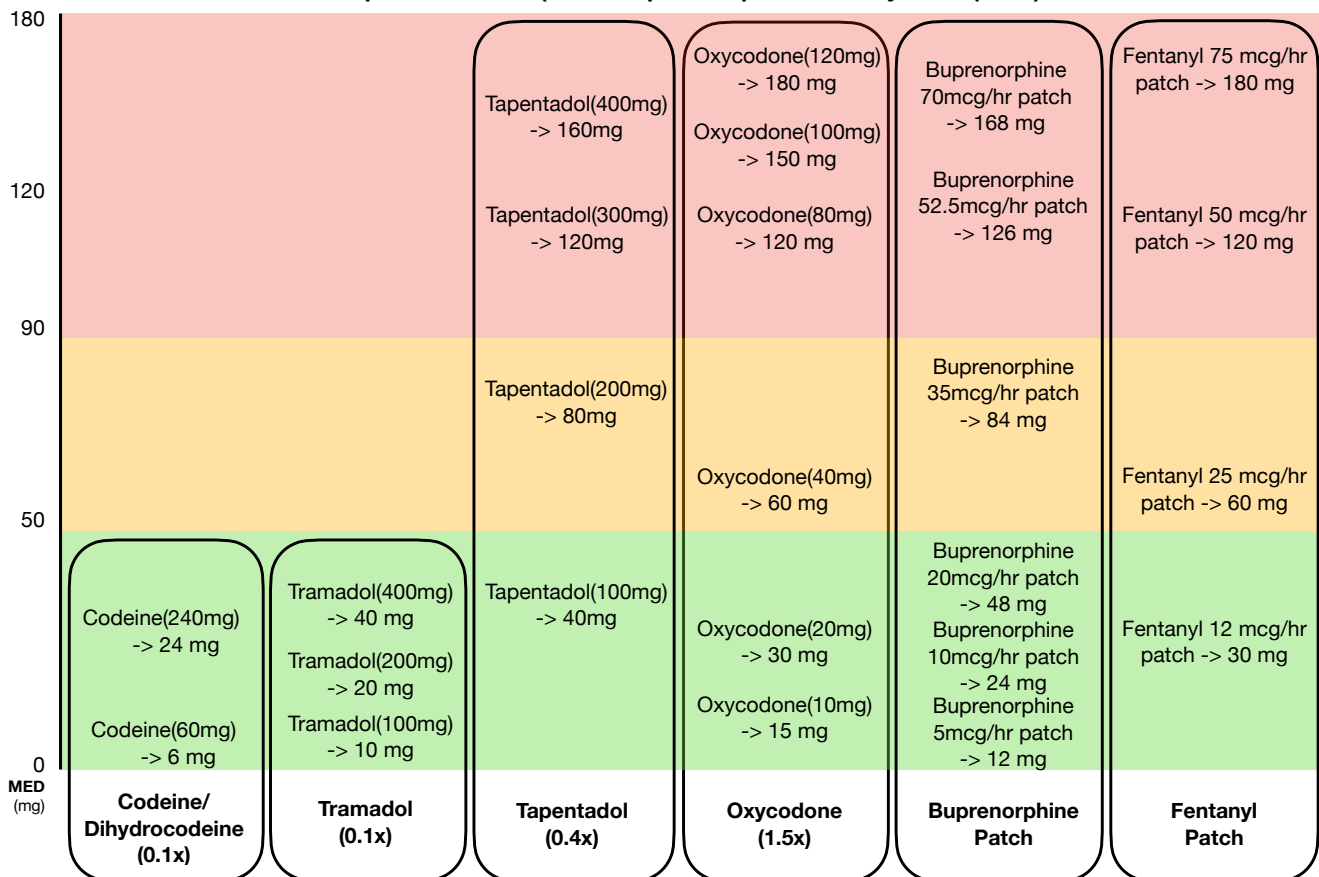 180
120
90
50
0
MED
(mg)
Codeine(240mg)
-> 24 mg
Codeine(60mg)
-> 6 mg
Codeine/
Dihydrocodeine
(0.1x)
Tramadol(400mg)
-> 40 mg
Tramadol(200mg)
-> 20 mg
Tramadol(100mg)
-> 10 mg
Tramadol
(0.1x)
Tapentadol(400mg)
-> 160mg
Tapentadol(300mg)
-> 120mg
Tapentadol(200mg)
-> 80mg
Tapentadol(100mg)
-> 40mg
Tapentadol
(0.4x)
Oxycodone(120mg)
-> 180 mg
Oxycodone(100mg)
-> 150 mg
Oxycodone(80mg)
-> 120 mg
Oxycodone(40mg)
-> 60 mg
Oxycodone(20mg)
-> 30 mg
Oxycodone(10mg)
-> 15 mg
Oxycodone
(1.5x)
Buprenorphine
70mcg/hr patch
-> 168 mg
Buprenorphine
52.5mcg/hr patch
-> 126 mg
Buprenorphine
35mcg/hr patch
-> 84 mg
Buprenorphine
20mcg/hr patch
-> 48 mg
Buprenorphine
10mcg/hr patch
-> 24 mg
Buprenorphine
5mcg/hr patch
-> 12 mg
Buprenorphine
Patch
Fentanyl 75 mcg/hr
patch -> 180 mg
Fentanyl 50 mcg/hr
patch -> 120 mg
Fentanyl 25 mcg/hr
patch -> 60 mg
Fentanyl 12 mcg/hr
patch -> 30 mg
Fentanyl
Patch